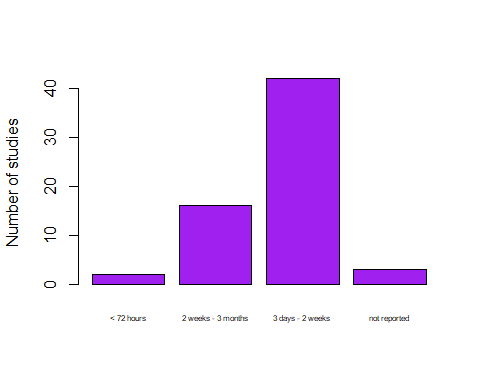 Number of studies
40
30
20
10
0
< 72 hours
2 weeks - 3 months
3 days - 2 weeks
not reported